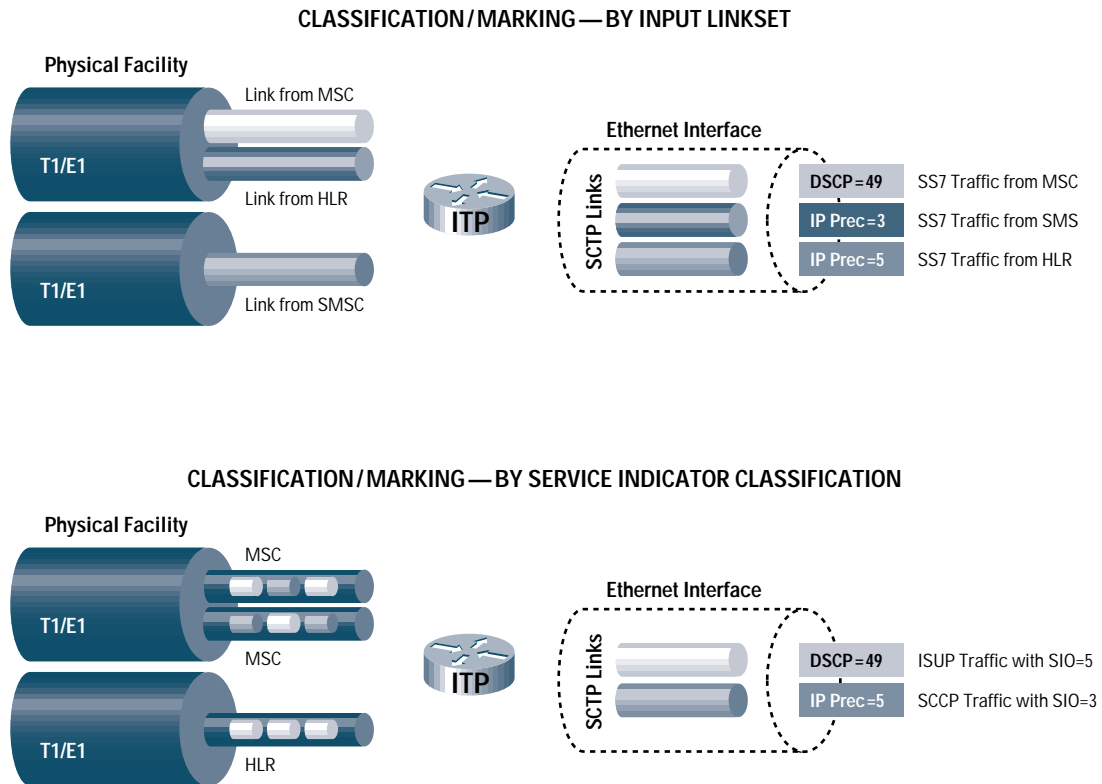 CLASSIFICATION/MARKING — BY INPUT LINKSET
Physical Facility
Link from MSC
T1/E1
Link from HLR
T1/E1
Link from SMSC
ITP
Ethernet Interface
SCTP Links
DSCP=49 SS7 Traffic from MSC
IP Prec=3 SS7 Traffic from SMS
IP Prec=5 SS7 Traffic from HLR
CLASSIFICATION/MARKING — BY SERVICE INDICATOR CLASSIFICATION
Physical Facility
MSC
T1/E1
MSC
T1/E1
HLR
ITP
Ethernet Interface
SCTP Links
DSCP=49 ISUP Traffic with SIO=5
IP Prec=5 SCCP Traffic with SIO=3